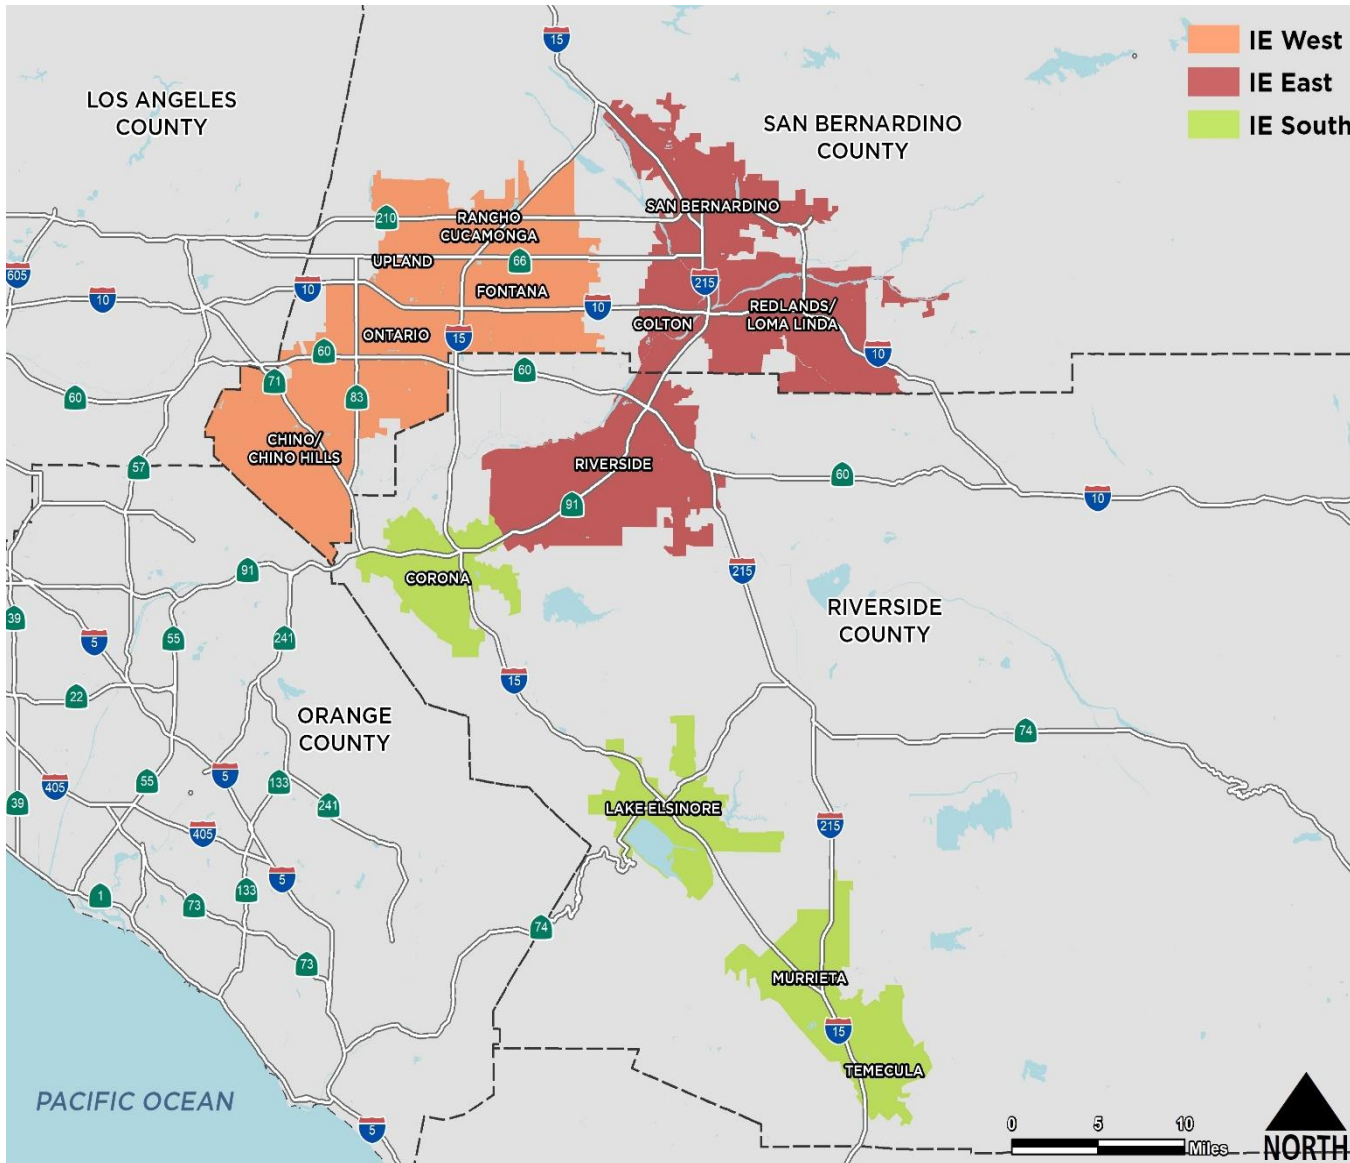 15
IE West
IE East
IE South
LOS ANGELES
COUNTY
SAN BERNARDINO
COUNTY
SAN BERNARDINO
210
RANCHO
CUCAMONGA
UPLAND
66
605
10
10
FONTANA
10
215
COLTON
REDLANDS/
LOMA LINDA
ONTARIO
15
60
10
60
71
83
60
CHINO/
CHINO HILLS
57
RIVERSIDE
60
91
10
91
CORONA
215
RIVERSIDE
COUNTY
39
5
55
241
15
22
ORANGE
COUNTY
74
405
55
5
133
39
241
LAKE ELSINORE
405
215
5
133
1
73
74
73
MURRIETA
15
TEMECULA
PACIFIC OCEAN
5
0 5 10
Miles
NORTH